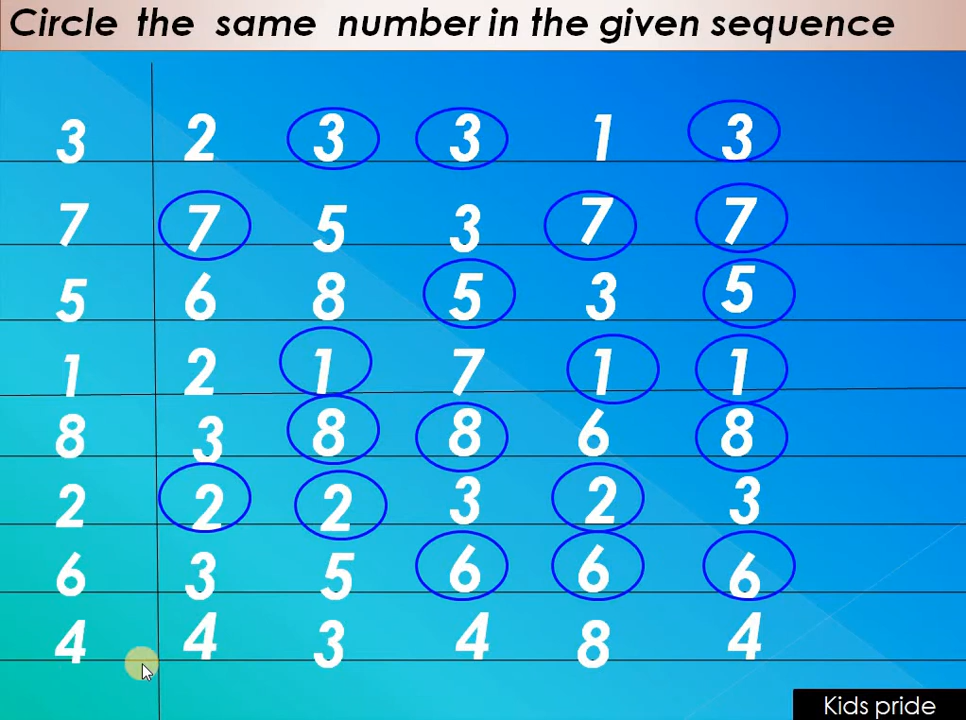 Circle the same number in the given sequence
3 2 3 3 1 3
7 7 5 3 7 7
5 6 8 5 3 5
1 2 1 7 1 1
8 3 8 8 6 8
2 2 2 3 2 3
6 3 5 6 6 6
4 4 3 4 8 4
Kids pride